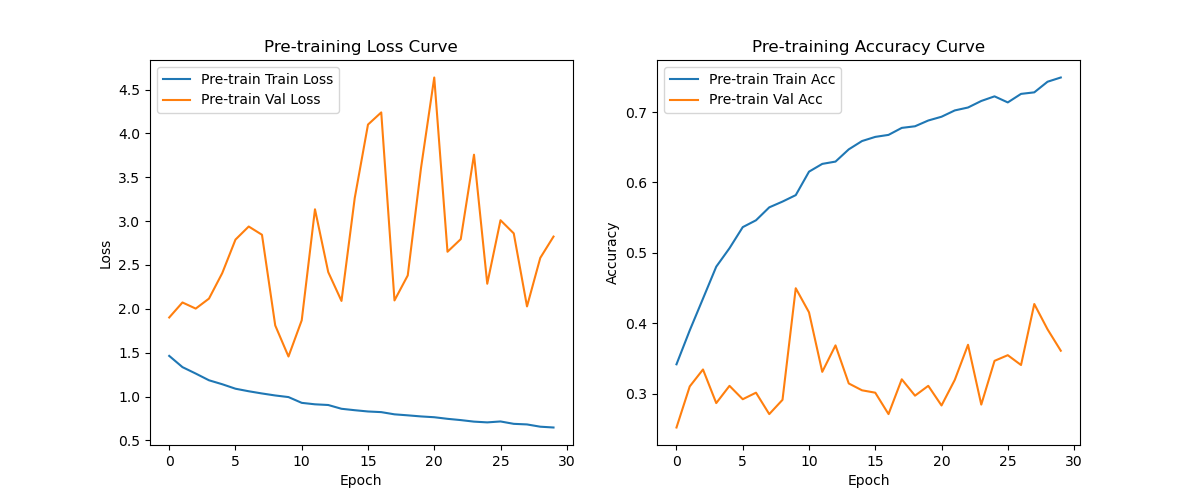 Pre-training Loss Curve
Pre-train Train Loss
Pre-train Val Loss
4.5
4.0
3.5
3.0
2.5
2.0
1.5
1.0
0.5
Loss
0 5 10 15 20 25 30
Epoch
Pre-training Accuracy Curve
Pre-train Train Acc
Pre-train Val Acc
0.7
0.6
0.5
0.4
0.3
Accuracy
0 5 10 15 20 25 30
Epoch